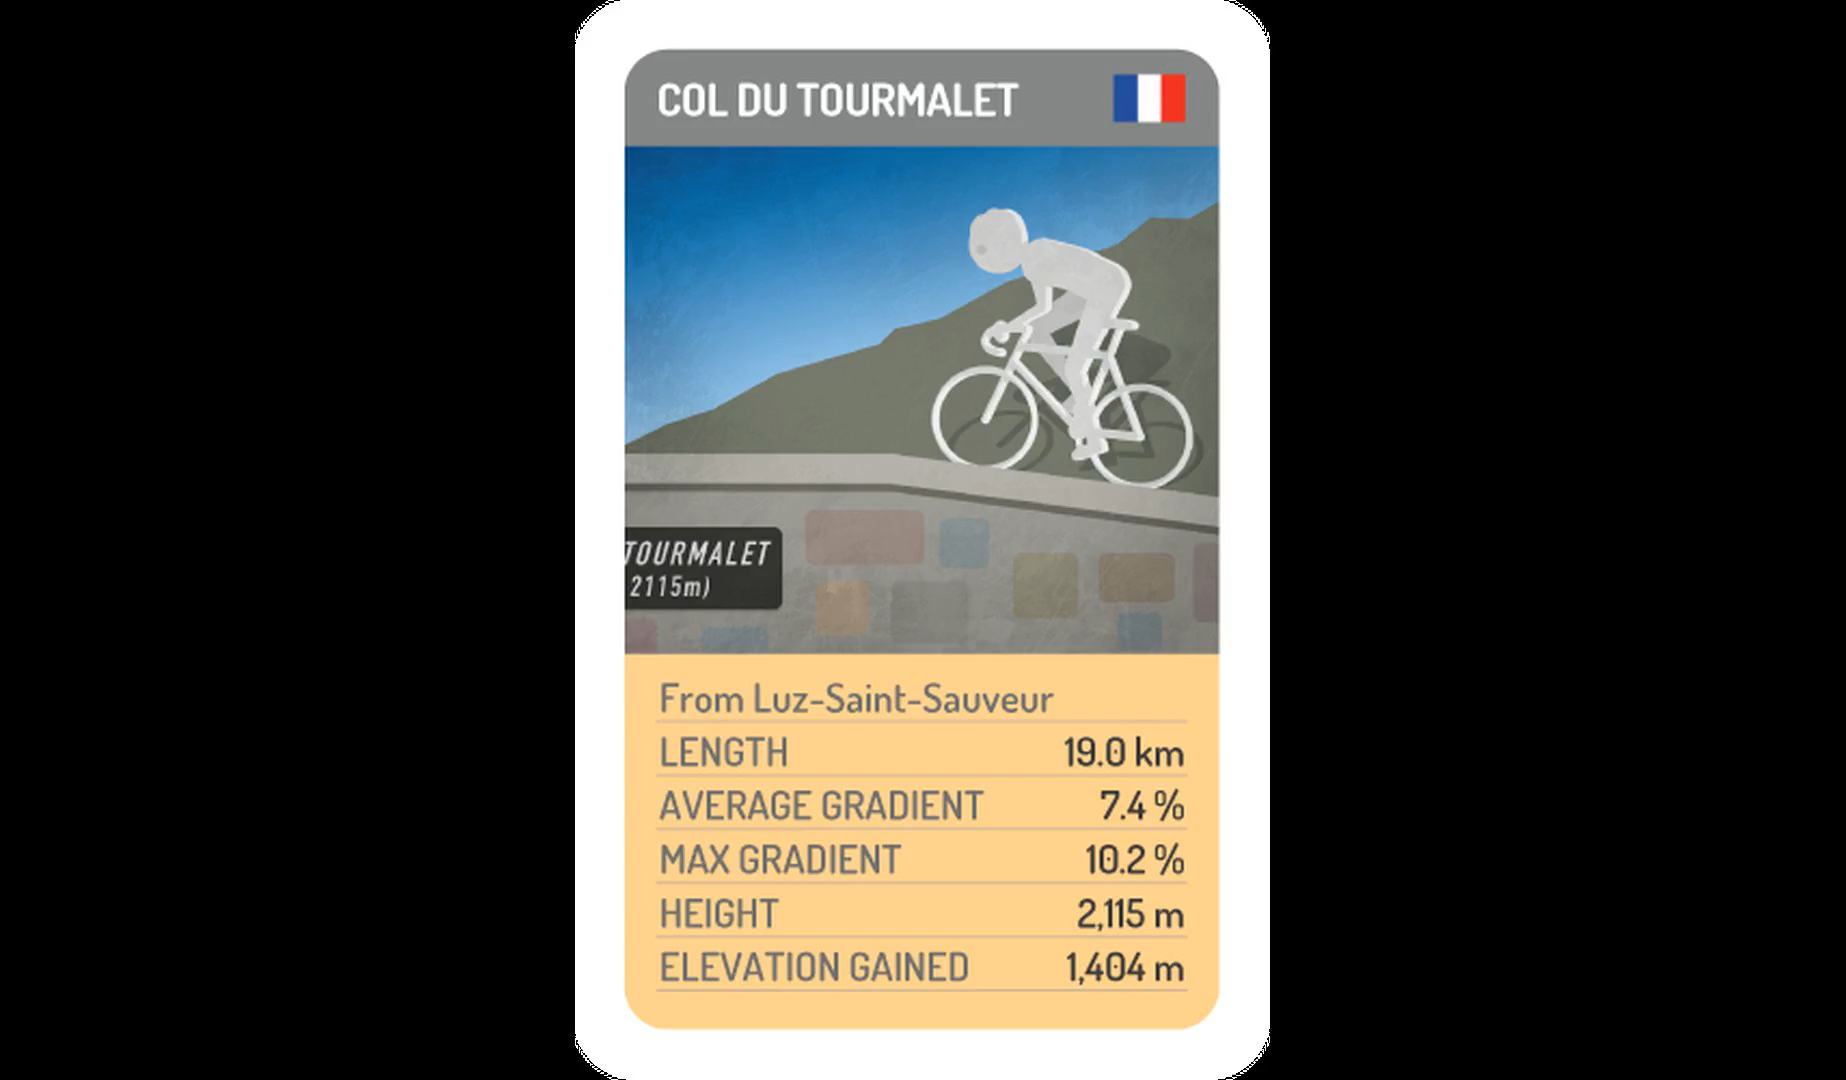 COL DU TOURMALET
TOURMALET
2115m)
From Luz-Saint-Sauveur
LENGTH 19.0 km
AVERAGE GRADIENT 7.4 %
MAX GRADIENT 10.2 %
HEIGHT 2,115 m
ELEVATION GAINED 1,404 m